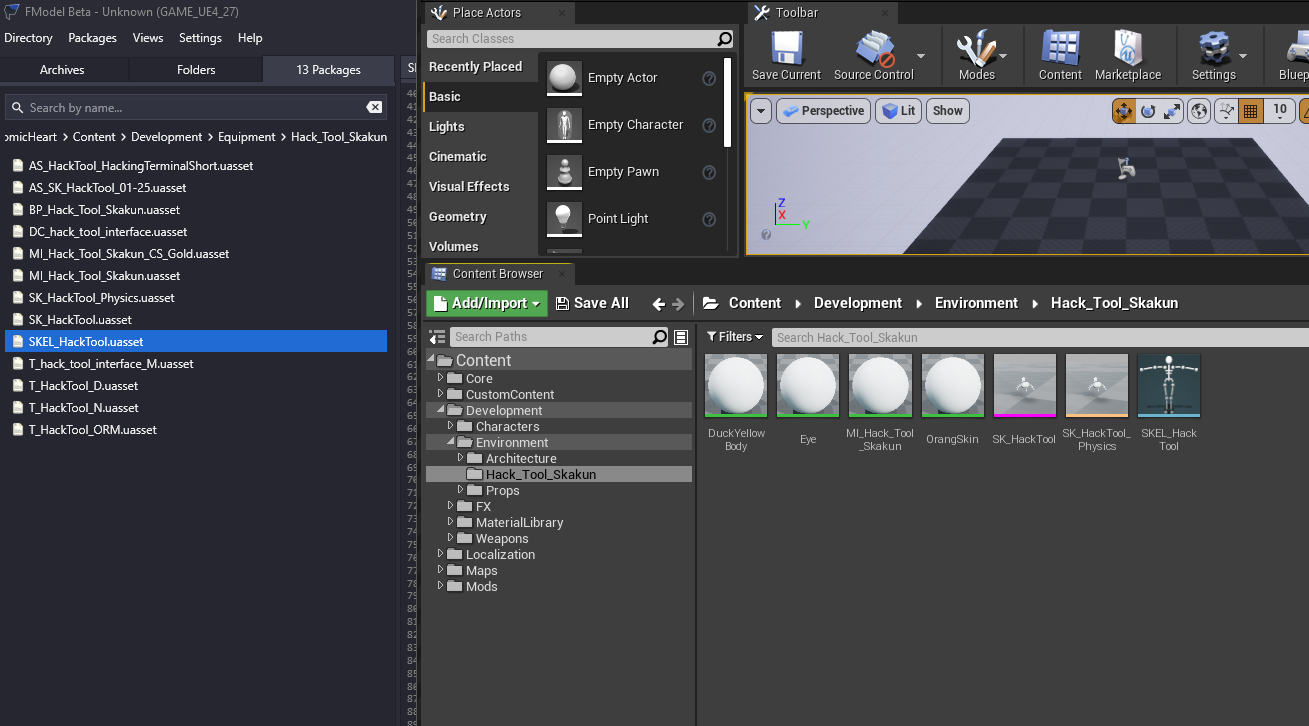 FModel Beta - Unknown (GAME_UE4_27)
Directory Packages Views Settings Help
Archives Folders 13 Packages
Search by name...
omicHeart > Content > Development > Equipment > Hack_Tool_Skakun
AS_HackTool_HackingTerminalShort.uasset
AS_SK_HackTool_01-25.uasset
BP_Hack_Tool_Skakun.uasset
DC_hack_tool_interface.uasset
MI_Hack_Tool_Skakun_CS_Gold.uasset
MI_Hack_Tool_Skakun.uasset
SK_HackTool_Physics.uasset
SK_HackTool.uasset
SKEL_HackTool.uasset
T_hack_tool_interface_M.uasset
T_HackTool_D.uasset
T_HackTool_N.uasset
T_HackTool_ORM.uasset
Place Actors
Search Classes
Recently Placed
Basic
Lights
Cinematic
Visual Effects
Geometry
Volumes
Empty Actor
Empty Character
Empty Pawn
Point Light
Toolbar
Save Current Source Control Modes Content Marketplace Settings Bluep
Perspective Lit Show 10
Z
X
Y
Content Browser
Add/Import Save All Content Development Environment Hack_Tool_Skakun
Search Paths
Filters Search Hack_Tool_Skakun
Content
Core
CustomContent
Development
Characters
Environment
Architecture
Hack_Tool_Skakun
Props
FX
MaterialLibrary
Weapons
Localization
Maps
Mods
DuckYellow
Body
Eye
MI_Hack_Tool
_Skakun
OrangSkin
SK_HackTool
SK_HackTool_
Physics
SKEL_Hack
Tool